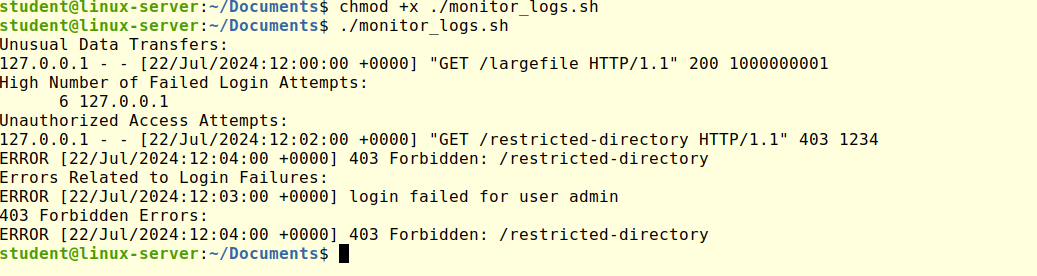 student@linux-server:~/Documents$ chmod +x ./monitor_logs.sh
student@linux-server:~/Documents$ ./monitor_logs.sh
Unusual Data Transfers:
127.0.0.1 - - [22/Jul/2024:12:00:00 +0000] "GET /largefile HTTP/1.1" 200 1000000001
High Number of Failed Login Attempts:
      6 127.0.0.1
Unauthorized Access Attempts:
127.0.0.1 - - [22/Jul/2024:12:02:00 +0000] "GET /restricted-directory HTTP/1.1" 403 1234
ERROR [22/Jul/2024:12:04:00 +0000] 403 Forbidden: /restricted-directory
Errors Related to Login Failures:
ERROR [22/Jul/2024:12:03:00 +0000] login failed for user admin
403 Forbidden Errors:
ERROR [22/Jul/2024:12:04:00 +0000] 403 Forbidden: /restricted-directory
student@linux-server:~/Documents$